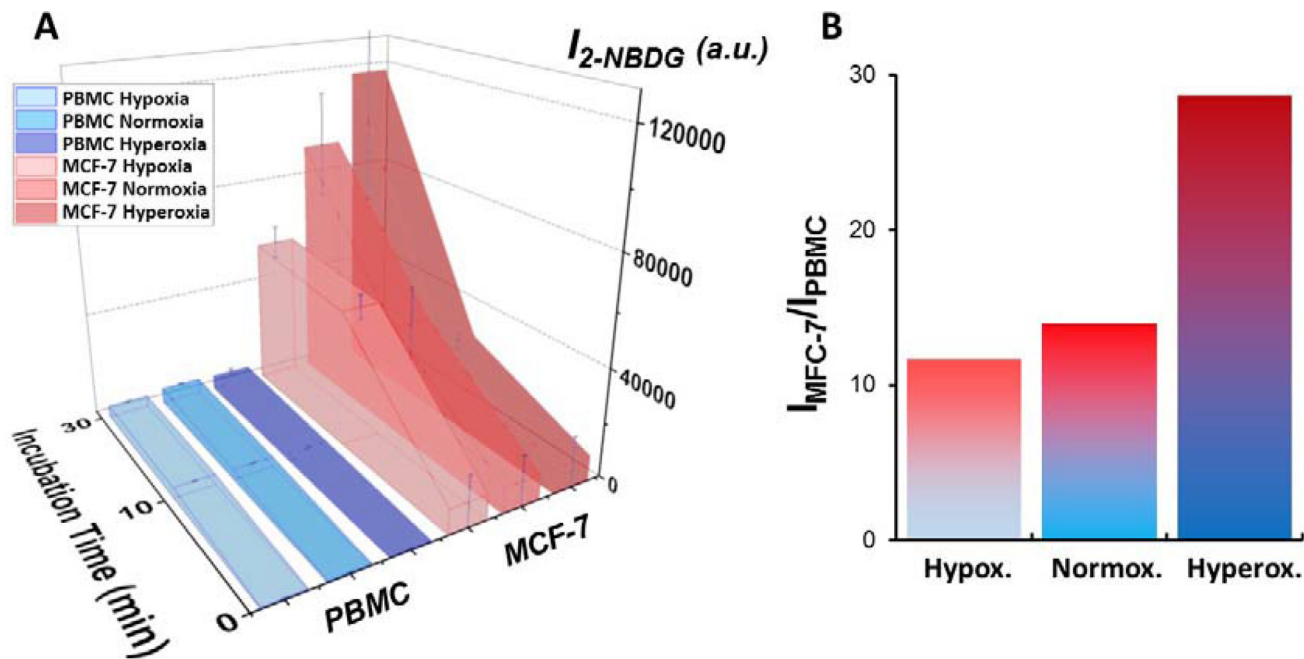 A
I2-NBDG (a.u.)
PBMC Hypoxia
PBMC Normoxia
PBMC Hyperoxia
MCF-7 Hypoxia
MCF-7 Normoxia
MCF-7 Hyperoxia
120000
80000
40000
0
30
10
0
Incubation Time (min)
PBMC
MCF-7
B
30
20
10
0
IMFC-7/IPBMC
Hypox.
Normox.
Hyperox.